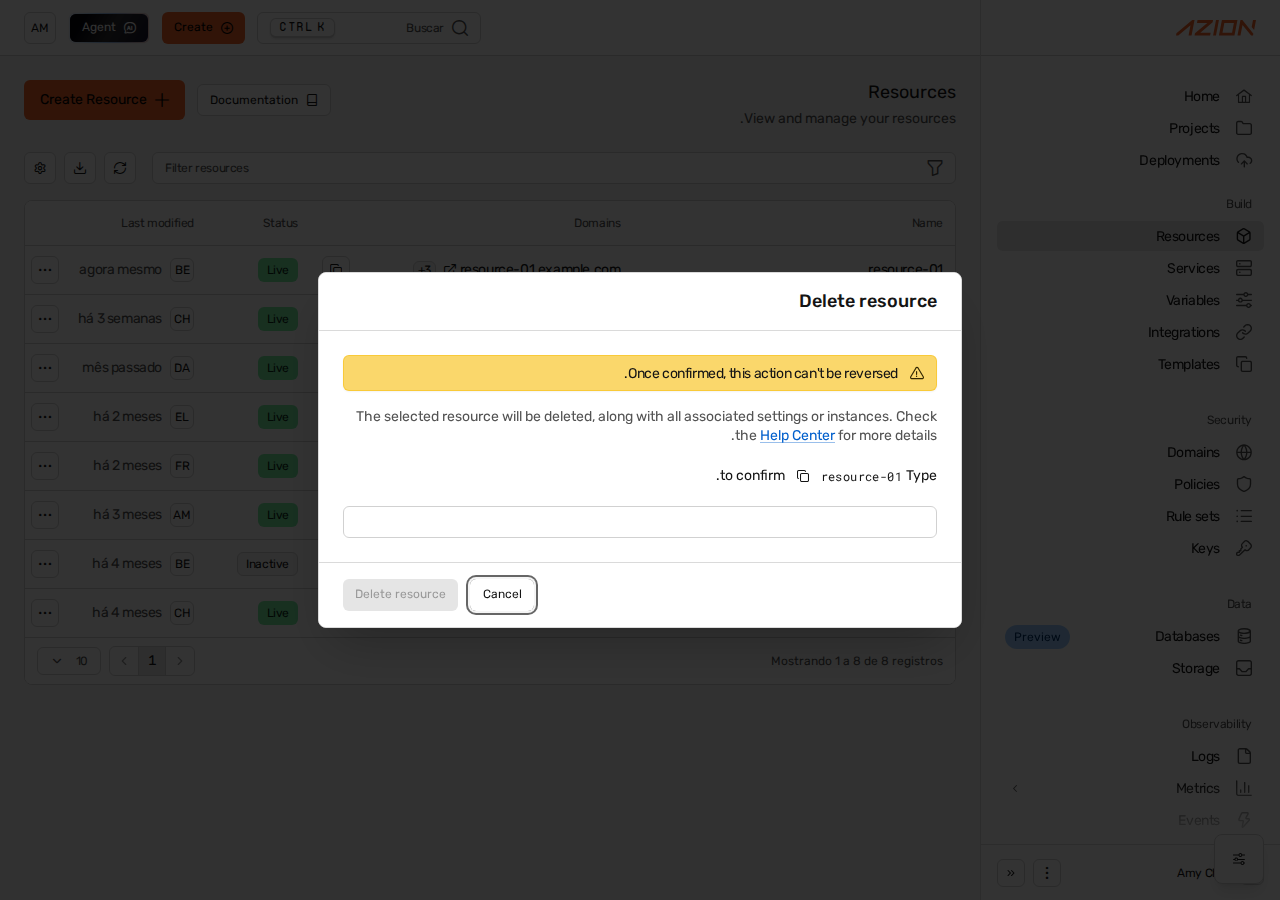 AM
Agent
Create
CTRL K
Buscar
AZION
Create Resource
Documentation
Resources
.View and manage your resources
Filter resources
Name
Domains
Status
Last modified
resource-01
resource-01.example.com
+3
Live
BE
agora mesmo
Live
CH
há 3 semanas
Live
DA
mês passado
Live
EL
há 2 meses
Live
FR
há 2 meses
Live
AM
há 3 meses
Inactive
BE
há 4 meses
Live
CH
há 4 meses
Mostrando 1 a 8 de 8 registros
1
10
Home
Projects
Deployments
Build
Resources
Services
Variables
Integrations
Templates
Security
Domains
Policies
Rule sets
Keys
Data
Databases
Preview
Storage
Observability
Logs
Metrics
Events
Amy
Delete resource
.Once confirmed, this action can't be reversed
The selected resource will be deleted, along with all associated settings or instances. Check
.the Help Center for more details
.to confirm resource-01 Type
Cancel
Delete resource